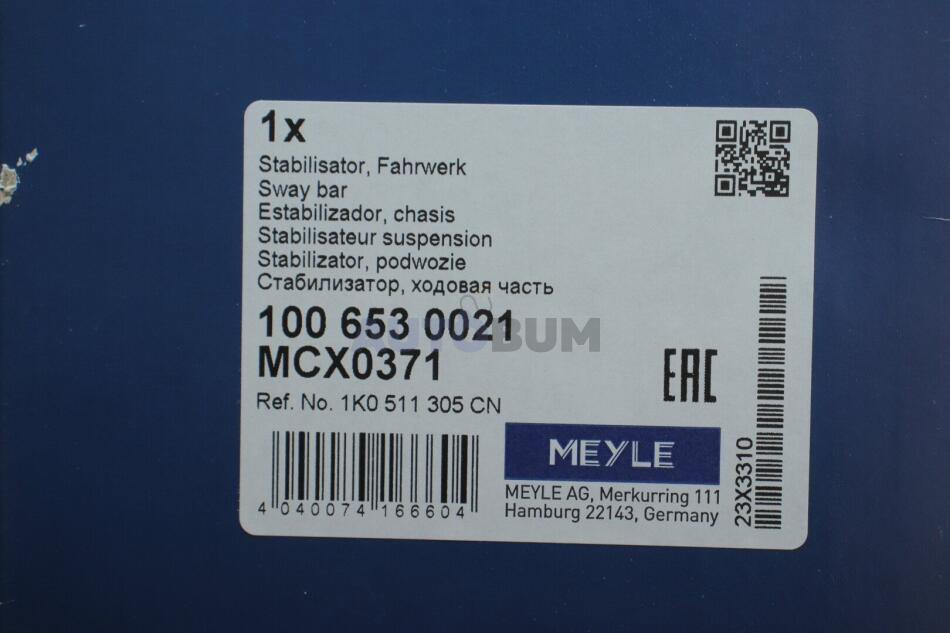 1x
Stabilisator, Fahrwerk
Sway bar
Estabilizador, chasis
Stabilisateur suspension
Stabilizator, podwozie
Стабилизатор, ходовая часть
100 653 0021
AUTOBUM
MCX0371
EAC
Ref. No. 1K0 511 305 CN
MEYLE
MEYLE AG, Merkurring 111
Hamburg 22143, Germany
4 040074 166604
23X3310